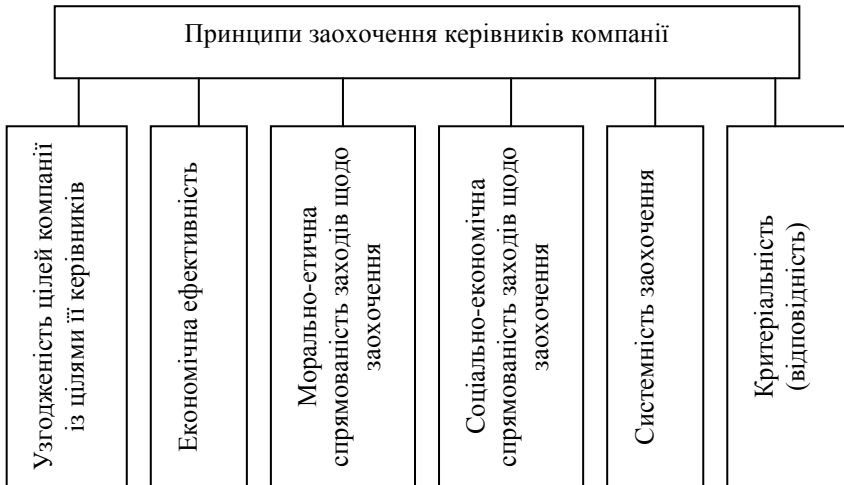 Принципи заохочення керівників компанії
Узгодженість цілей компанії
із цілями її керівників
Економічна ефективність
Морально-етична
спрямованість заходів щодо
заохочення
Соціально-економічна
спрямованість заходів щодо
заохочення
Системність заохочення
Критеріальність
(відповідність)